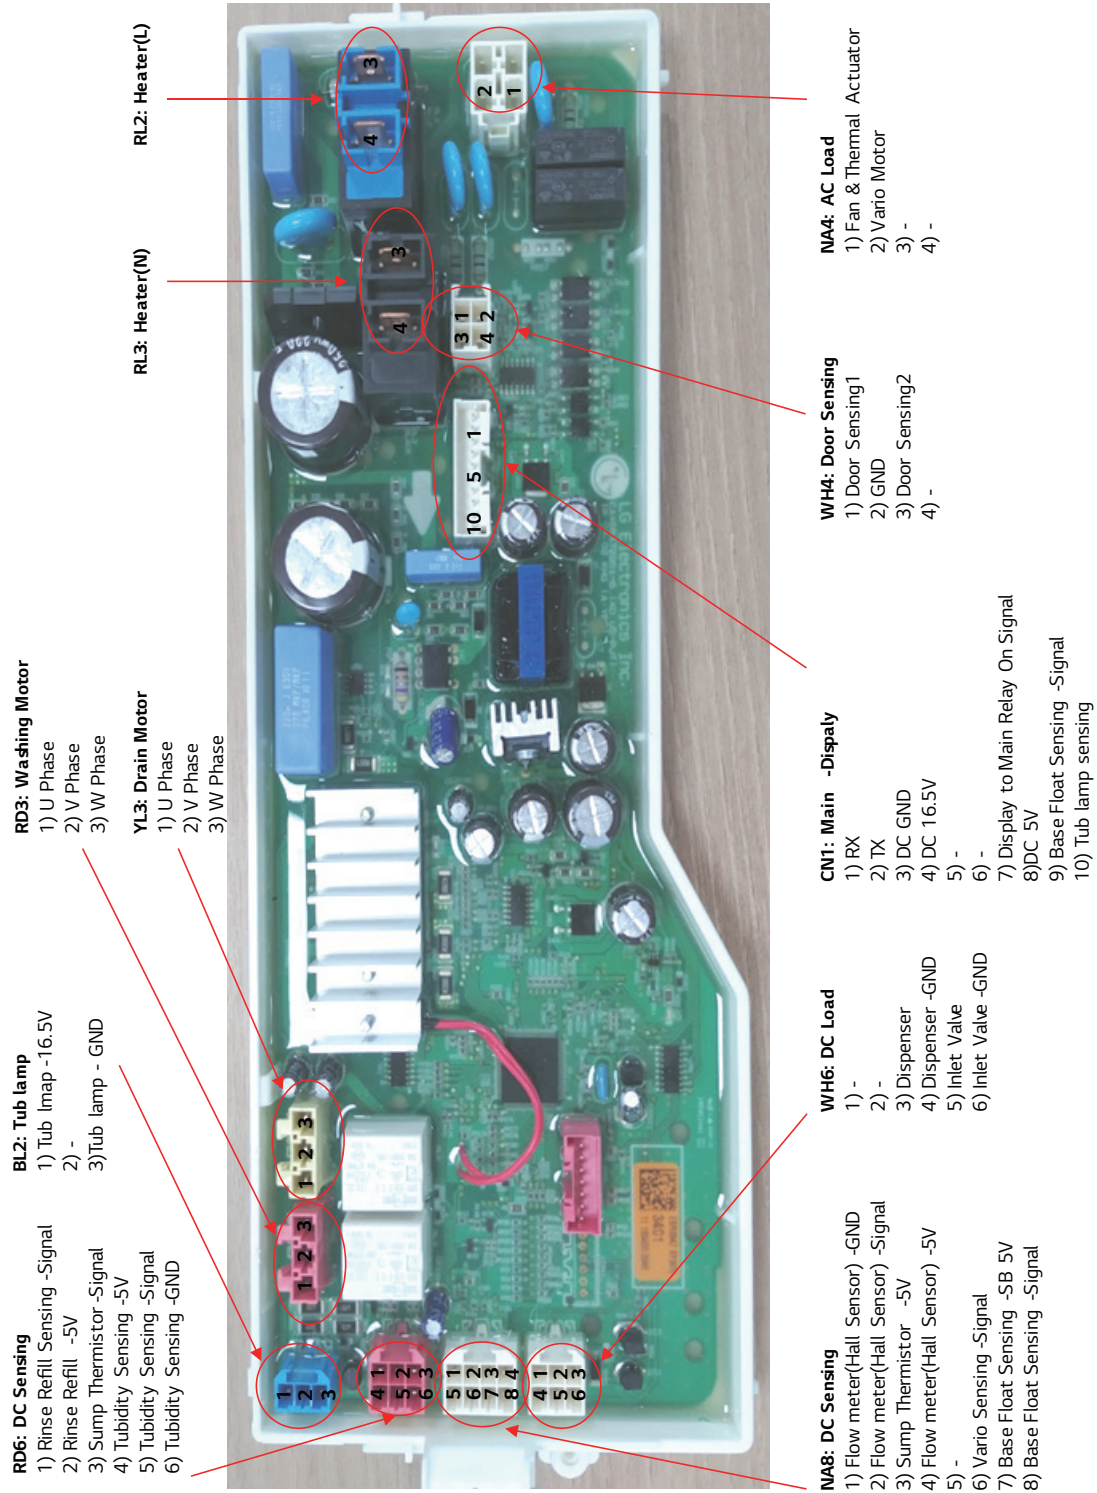 RD3: Washing Motor
1) U Phase
2) V Phase
3) W Phase
YL3: Drain Motor
1) U Phase
2) V Phase
3) W Phase
RL3: Heater(N)
RL2: Heater(L)
RD6: DC Sensing
1) Rinse Refill Sensing -Signal
2) Rinse Refill -5V
3) Sump Thermistor -Signal
4) Tubidity Sensing -5V
5) Tubidity Sensing -Signal
6) Tubidity Sensing -GND
BL2: Tub lamp
1) Tub lmap -16.5V
2) -
3)Tub lamp - GND
1 2 3
1 2 3
1 2 3
4 1
5 2
6 3
5 1
6 2
7 3
8 4
4 1
5 2
6 3
10 5 1
3 1
4 2
4 3
4 3
2
1
LG Electronics Inc.
3401
NA8: DC Sensing
1) Flow meter(Hall Sensor) -GND
2) Flow meter(Hall Sensor) -Signal
3) Sump Thermistor -5V
4) Flow meter(Hall Sensor) -5V
5) -
6) Vario Sensing -Signal
7) Base Float Sensing -SB 5V
8) Base Float Sensing -Signal
WH6: DC Load
1) -
2) -
3) Dispenser
4) Dispenser -GND
5) Inlet Valve
6) Inlet Valve -GND
CN1: Main -Dispaly
1) RX
2) TX
3) DC GND
4) DC 16.5V
5) -
6) -
7) Display to Main Relay On Signal
8)DC 5V
9) Base Float Sensing -Signal
10) Tub lamp sensing
WH4: Door Sensing
1) Door Sensing1
2) GND
3) Door Sensing2
4) -
NA4: AC Load
1) Fan & Thermal Actuator
2) Vario Motor
3) -
4) -